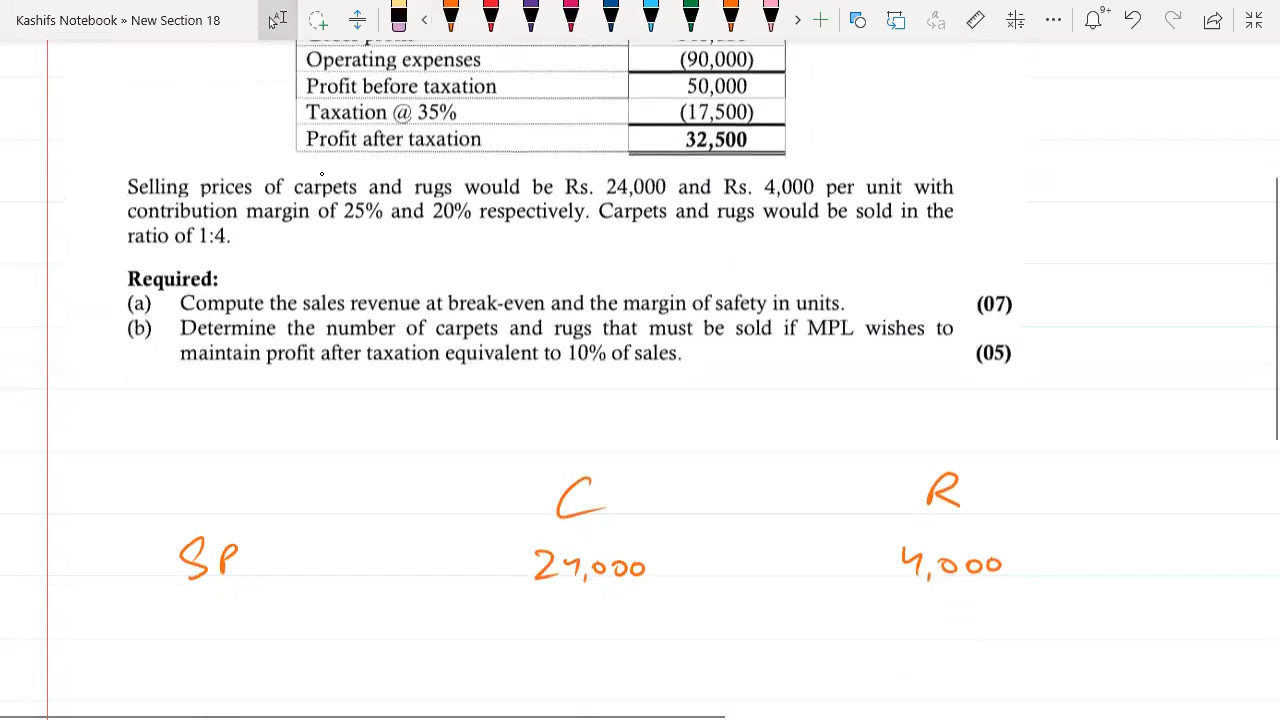 Kashifs Notebook » New Section 18
9+
Operating expenses (90,000)
Profit before taxation 50,000
Taxation @ 35% (17,500)
Profit after taxation 32,500
Selling prices of carpets and rugs would be Rs. 24,000 and Rs. 4,000 per unit with
contribution margin of 25% and 20% respectively. Carpets and rugs would be sold in the
ratio of 1:4.
Required:
(a) Compute the sales revenue at break-even and the margin of safety in units. (07)
(b) Determine the number of carpets and rugs that must be sold if MPL wishes to
maintain profit after taxation equivalent to 10% of sales. (05)
C R
SP 24,000 4,000